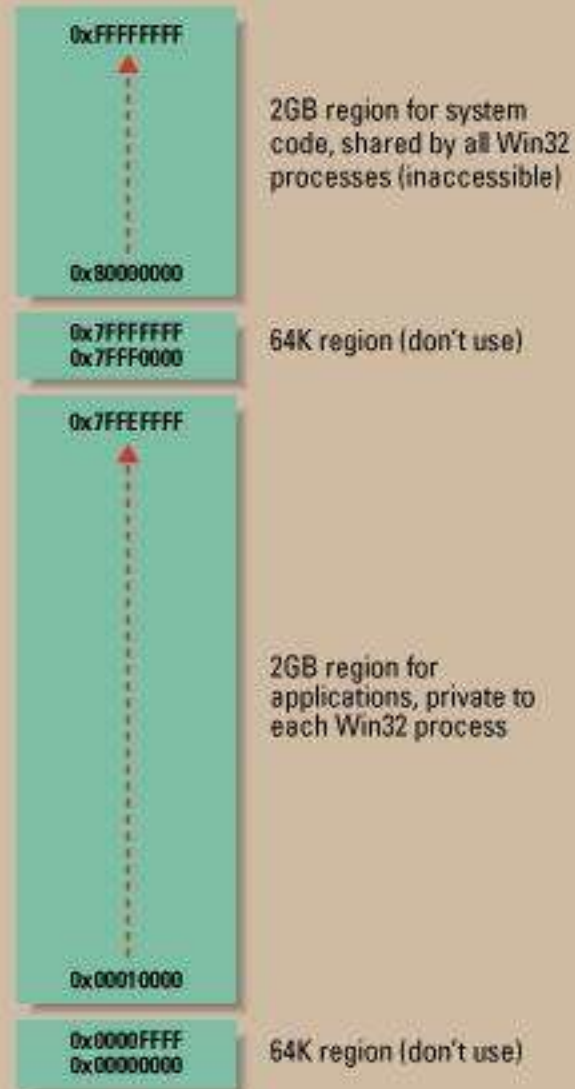 0xFFFFFFFF
2GB region for system
code, shared by all Win32
processes (inaccessible)
0x80000000
0x7FFFFFFF
0x7FFF0000
64K region (don't use)
0x7FFEFFFF
2GB region for
applications, private to
each Win32 process
0x00010000
0x0000FFFF
0x00000000
64K region (don't use)